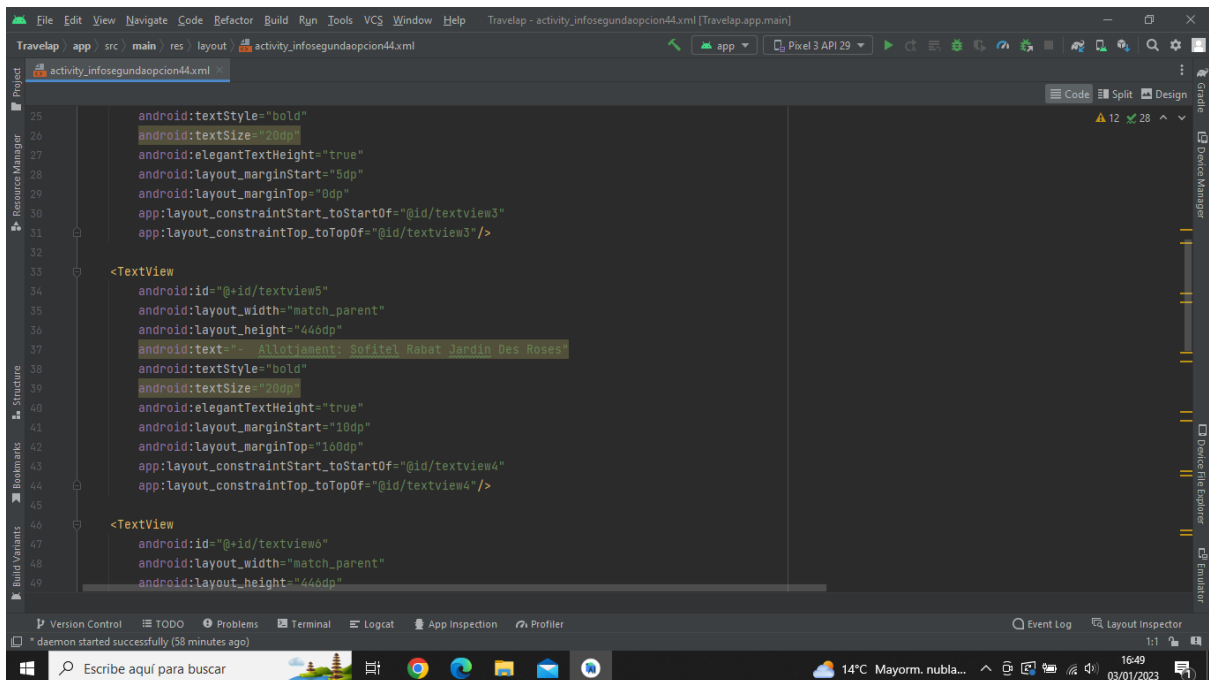 File Edit View Navigate Code Refactor Build Run Tools VCS Window Help Travelap - activity_infosegundaopcion44.xml [Travelap.app.main]
Travelap app src main res layout activity_infosegundaopcion44.xml app Pixel 3 API 29
activity_infosegundaopcion44.xml
Code Split Design
12 28
25 android:textStyle="bold"
26 android:textSize="20dp"
27 android:elegantTextHeight="true"
28 android:layout_marginStart="5dp"
29 android:layout_marginTop="0dp"
30 app:layout_constraintStart_toStartOf="@id/textview3"
31 app:layout_constraintTop_toTopOf="@id/textview3"/>
32
33 <TextView
34 android:id="@+id/textview5"
35 android:layout_width="match_parent"
36 android:layout_height="446dp"
37 android:text="- Allotjament: Sofitel Rabat Jardin Des Roses"
38 android:textStyle="bold"
39 android:textSize="20dp"
40 android:elegantTextHeight="true"
41 android:layout_marginStart="10dp"
42 android:layout_marginTop="160dp"
43 app:layout_constraintStart_toStartOf="@id/textview4"
44 app:layout_constraintTop_toTopOf="@id/textview4"/>
45
46 <TextView
47 android:id="@+id/textview6"
48 android:layout_width="match_parent"
49 android:layout_height="446dp"
Project
Resource Manager
Structure
Bookmarks
Build Variants
Gradle
Device Manager
Device File Explorer
Emulator
Version Control TODO Problems Terminal Logcat App Inspection Profiler Event Log Layout Inspector
* daemon started successfully (58 minutes ago) 1:1
Escribe aquí para buscar 14°C Mayorm. nubla... 16:49
03/01/2023 1